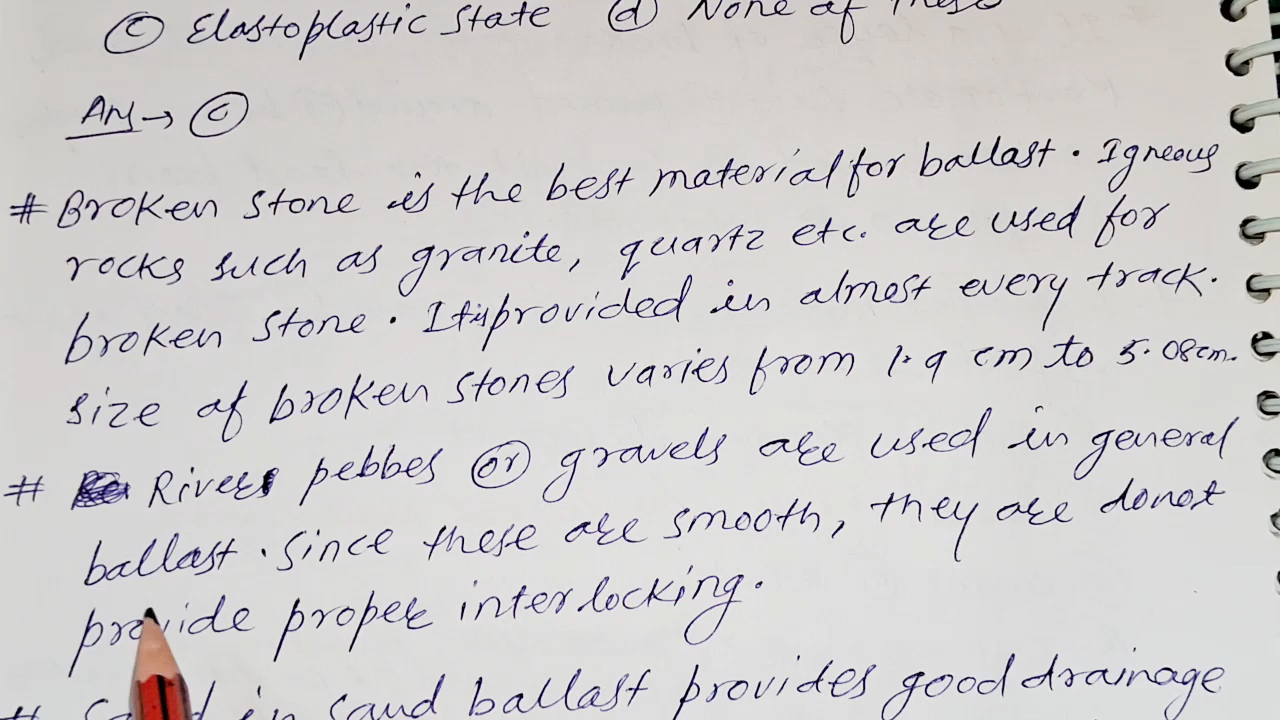 (c) Elastoplastic State (d) None of these
Ans → (c)
# Broken stone is the best material for ballast. Igneous
rocks such as granite, quartz etc. are used for
broken stone. It is provided in almost every track.
size of broken stones varies from 1.9 cm to 5.08cm.
# River pebbes (or) gravels are used in general
ballast. Since these are smooth, they are donot
provide proper interlocking.
# in sand ballast provides good drainage